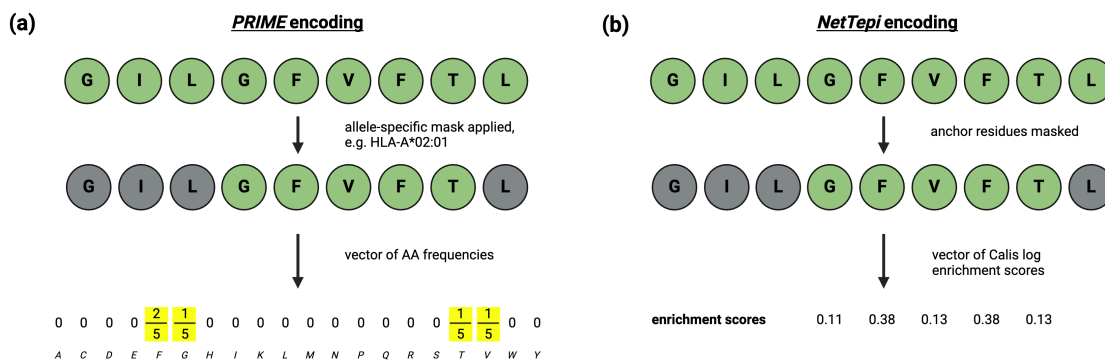 (a)
PRIME encoding
G I L G F V F T L
allele-specific mask applied,
e.g. HLA-A*02:01
G I L G F V F T L
vector of AA frequencies
0 0 0 0 2/5 1/5 0 0 0 0 0 0 0 0 0 0 1/5 1/5 0 0
A C D E F G H I K L M N P Q R S T V W Y
(b)
NetTepi encoding
G I L G F V F T L
anchor residues masked
G I L G F V F T L
vector of Calis log
enrichment scores
enrichment scores 0.11 0.38 0.13 0.38 0.13